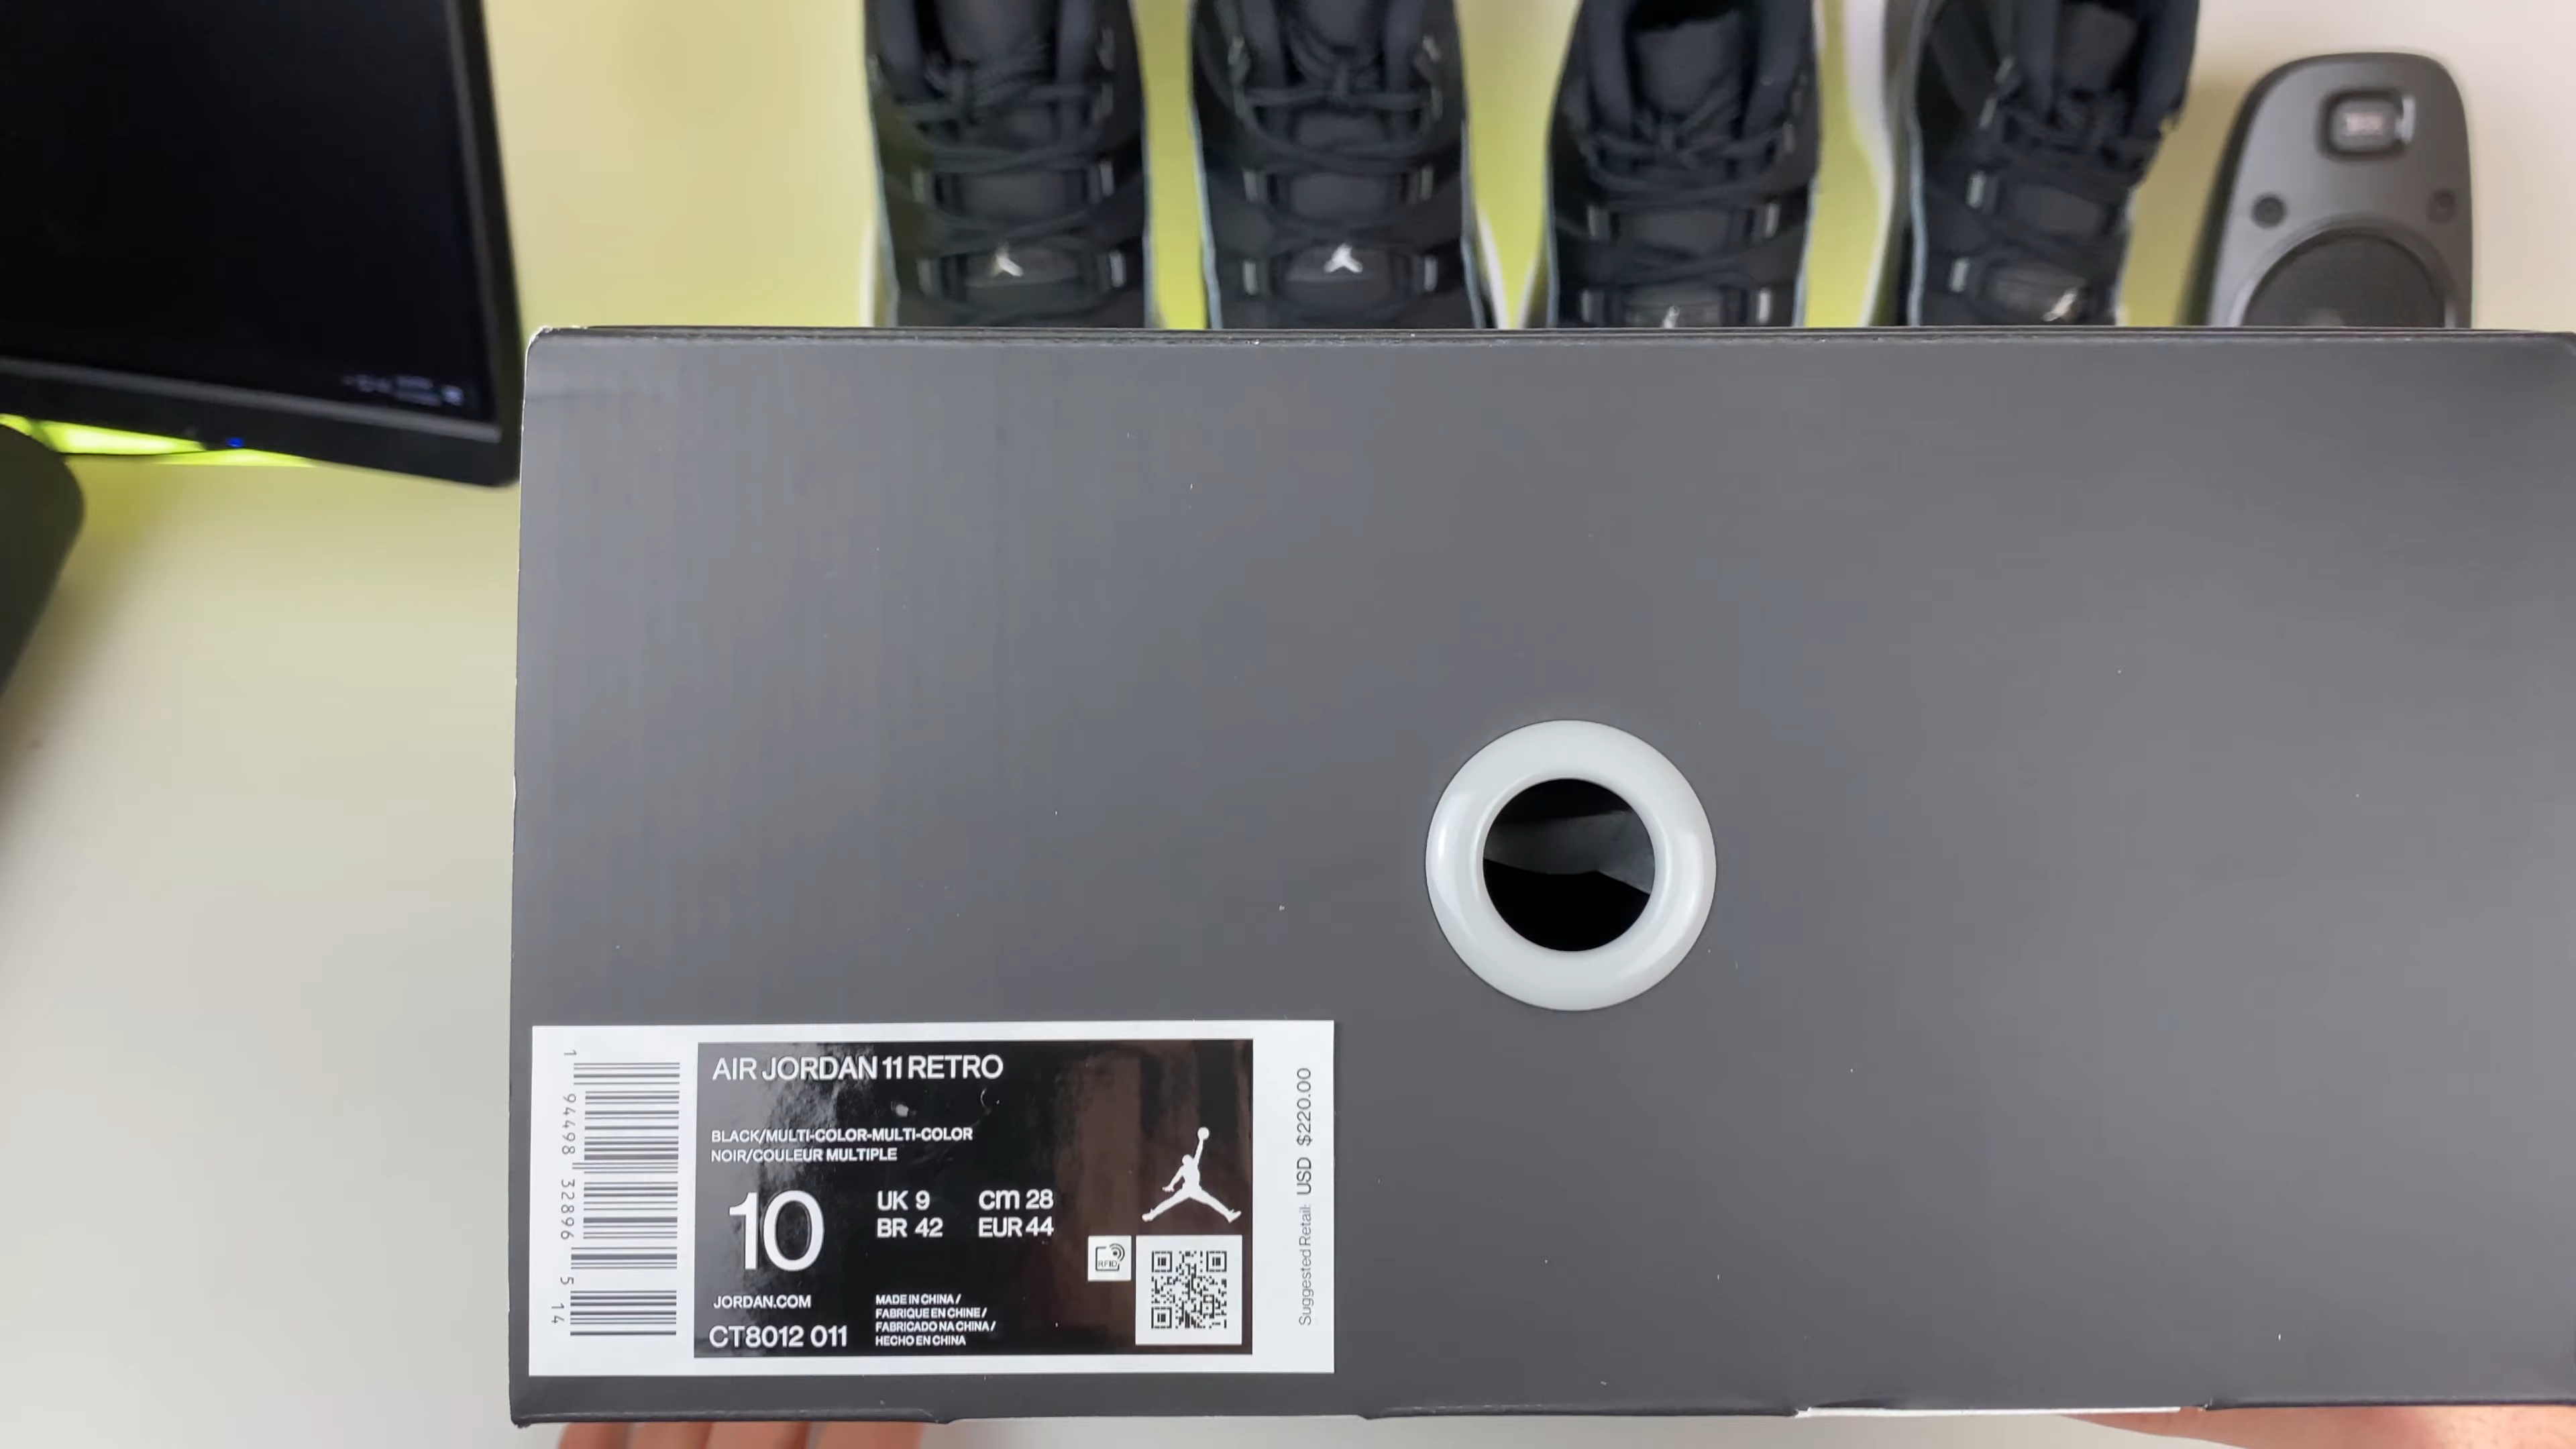 AIR JORDAN 11 RETRO
BLACK/MULTI-COLOR-MULTI-COLOR
NOIR/COULEUR MULTIPLE
10
UK 9 cm 28
BR 42 EUR 44
RFID
JORDAN.COM
CT8012 011
MADE IN CHINA /
FABRIQUE EN CHINE /
FABRICADO NA CHINA /
HECHO EN CHINA
1 94498 32896 5 14
Suggested Retail: USD $220.00